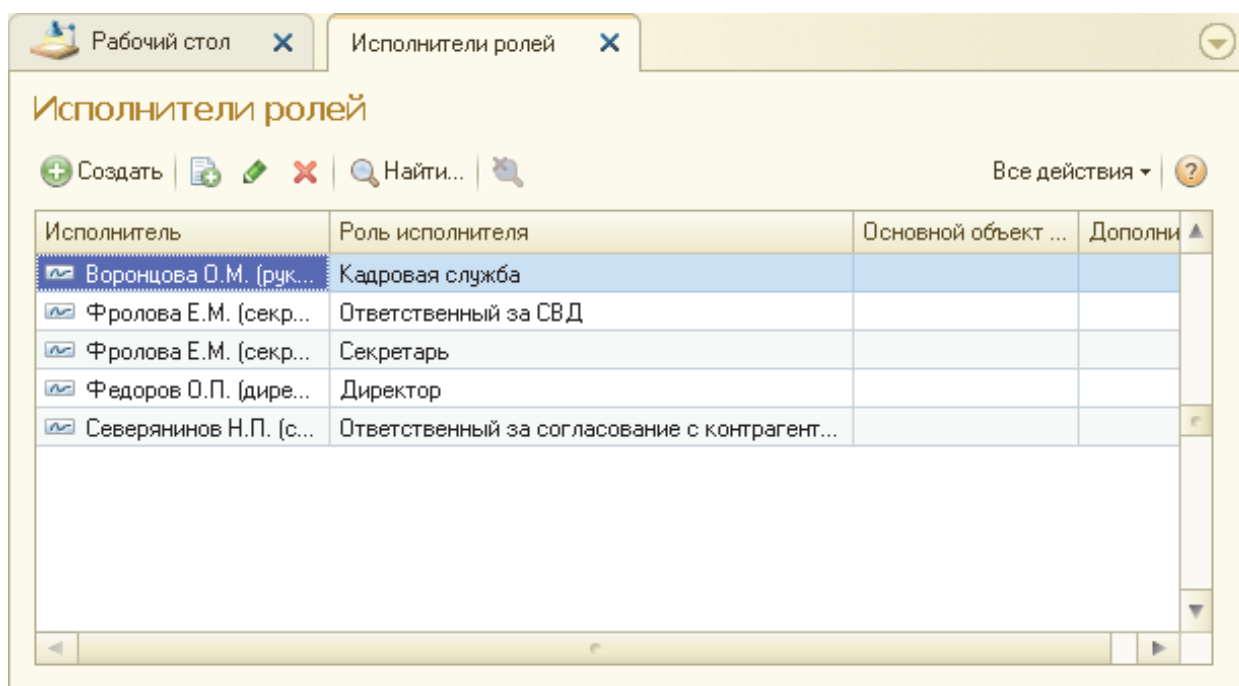 Рабочий стол Исполнители ролей
Исполнители ролей
Создать Найти... Все действия ?
Исполнитель Роль исполнителя Основной объект ... Дополни
Воронцова О.М. (рук... Кадровая служба
Фролова Е.М. (секр... Ответственный за СВД
Фролова Е.М. (секр... Секретарь
Федоров О.П. (дире... Директор
Северянинов Н.П. (с... Ответственный за согласование с контрагент...